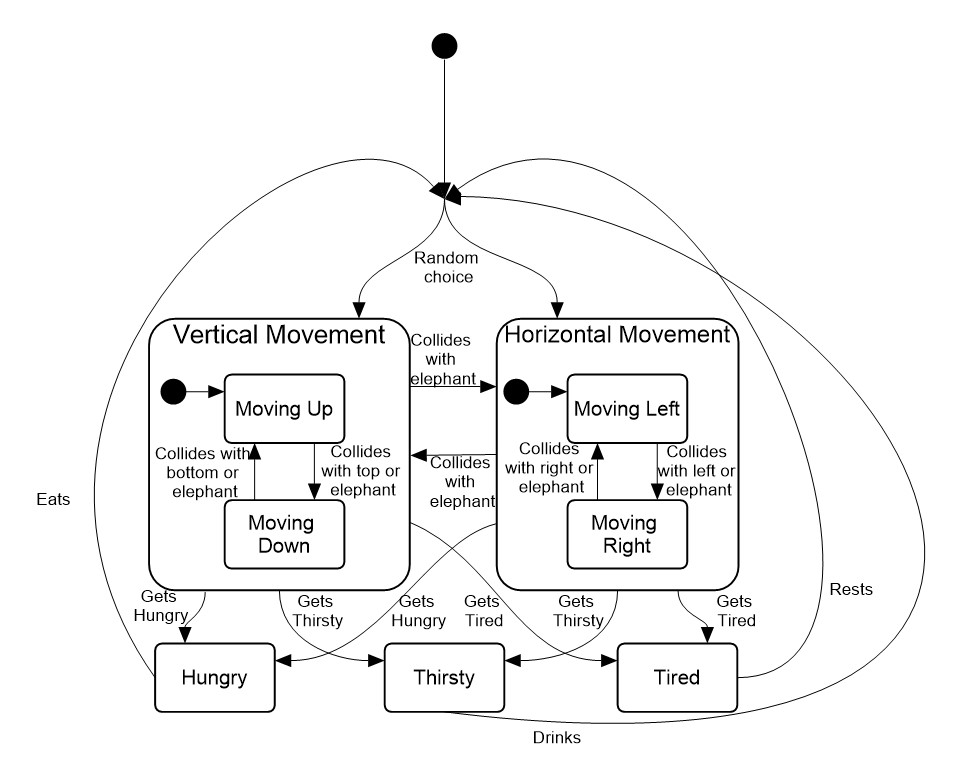 Random
choice
Vertical Movement
Horizontal Movement
Collides
with
elephant
Moving Up
Moving Left
Collides with
bottom or
elephant
Collides
with top or
elephant
Collides
with
elephant
Collides
with right or
elephant
Collides
with left or
elephant
Eats
Moving
Down
Moving
Right
Rests
Gets
Hungry
Gets
Thirsty
Gets
Hungry
Gets
Tired
Gets
Thirsty
Gets
Tired
Hungry
Thirsty
Tired
Drinks